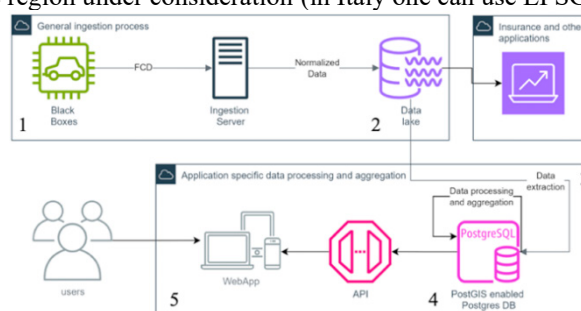 region under consideration (in Italy one can use EPSG
General ingestion process
Insurance and othe
applications
FCD
Normalized
Data
Black
Boxes
Ingestion
Server
Data
lake
1
2
Application specific data processing and aggregation
Data
extraction
Data processing
and aggregation
PostgreSQL
users
WebApp
API
PostGIS enabled
Postgres DB
5
4